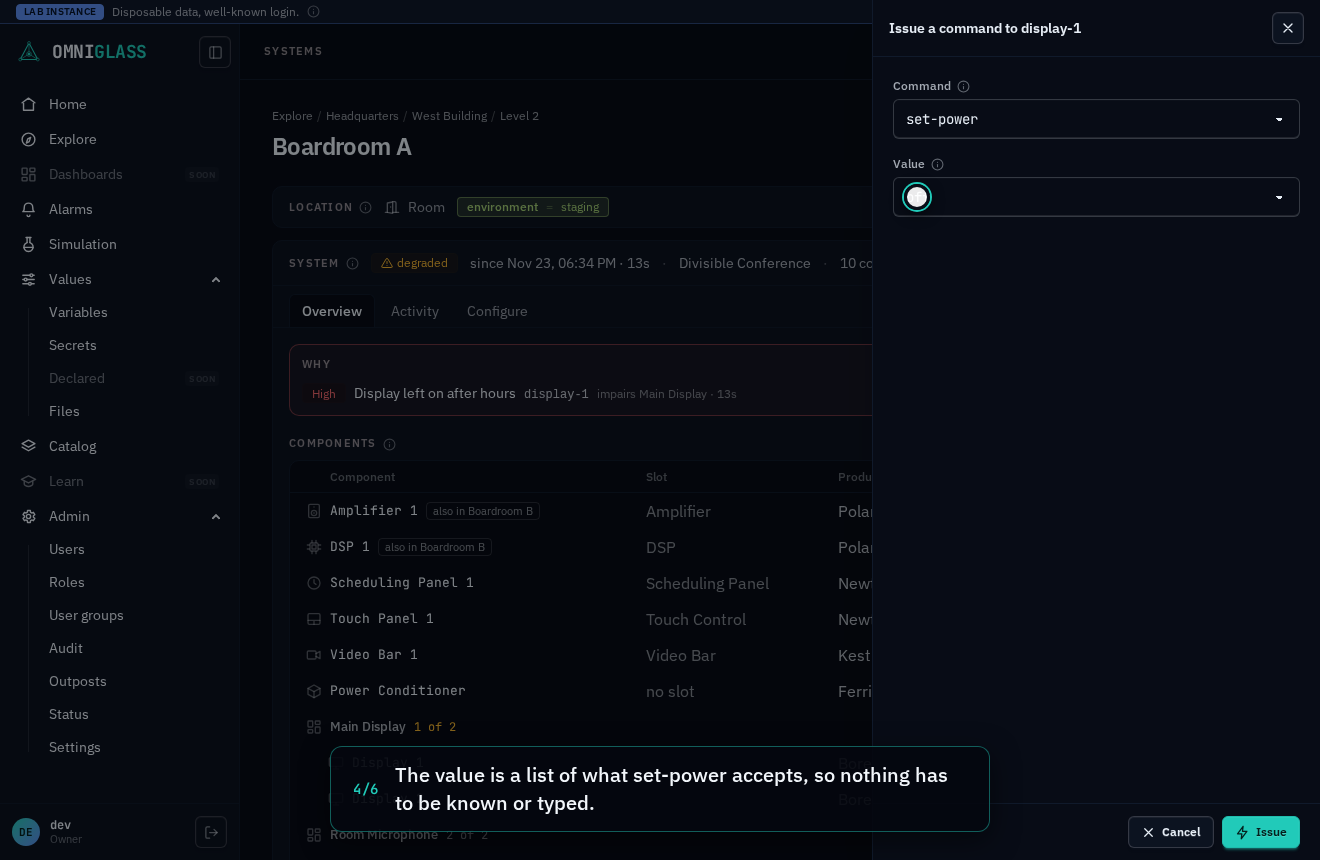 LAB INSTANCE Disposable data, well-known login.
OMNIGLASS
Home
Explore
Dashboards SOON
Alarms
Simulation
Values
Variables
Secrets
Declared SOON
Files
Catalog
Learn SOON
Admin
Users
Roles
User groups
Audit
Outposts
Status
Settings
DE dev
Owner
SYSTEMS
Explore / Headquarters / West Building / Level 2
Boardroom A
LOCATION Room environment = staging
SYSTEM degraded since Nov 23, 06:34 PM · 13s · Divisible Conference · 10 co
Overview Activity Configure
WHY
High Display left on after hours display-1 impairs Main Display · 13s
COMPONENTS
Component Slot Produ
Amplifier 1 also in Boardroom B Amplifier Polar
DSP 1 also in Boardroom B DSP Polar
Scheduling Panel 1 Scheduling Panel Newt
Touch Panel 1 Touch Control Newt
Video Bar 1 Video Bar Kest
Power Conditioner no slot Ferri
Main Display 1 of 2
Display 1 Bore
Room Microphone 2 of 2
4/6 The value is a list of what set-power accepts, so nothing has
to be known or typed.
Issue a command to display-1
Command
set-power
Value
Cancel Issue